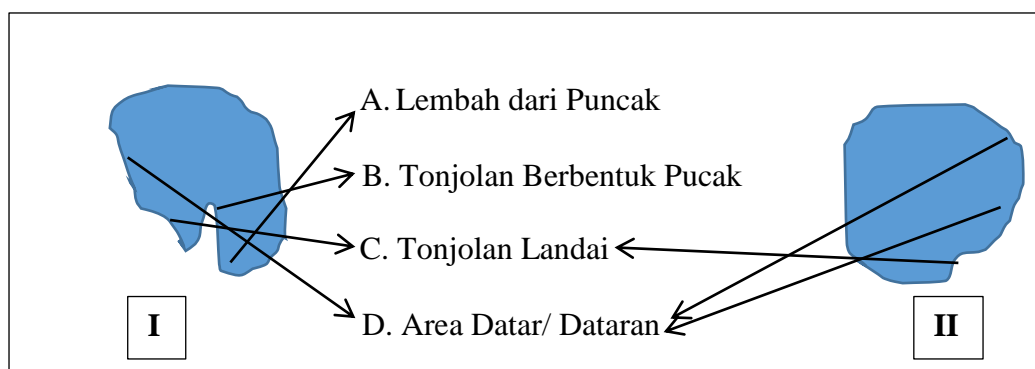 A. Lembah dari Puncak
B. Tonjolan Berbentuk Pucak
C. Tonjolan Landai
D. Area Datar/ Dataran
I
II